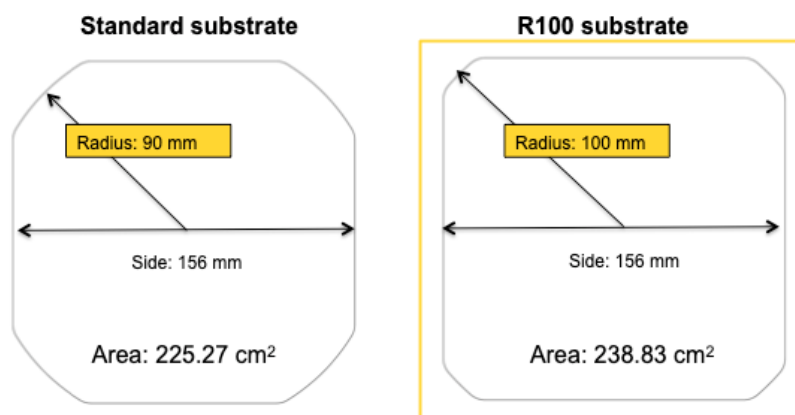 Standard substrate
R100 substrate
Radius: 90 mm
Radius: 100 mm
Side: 156 mm
Side: 156 mm
Area: 225.27 cm²
Area: 238.83 cm²